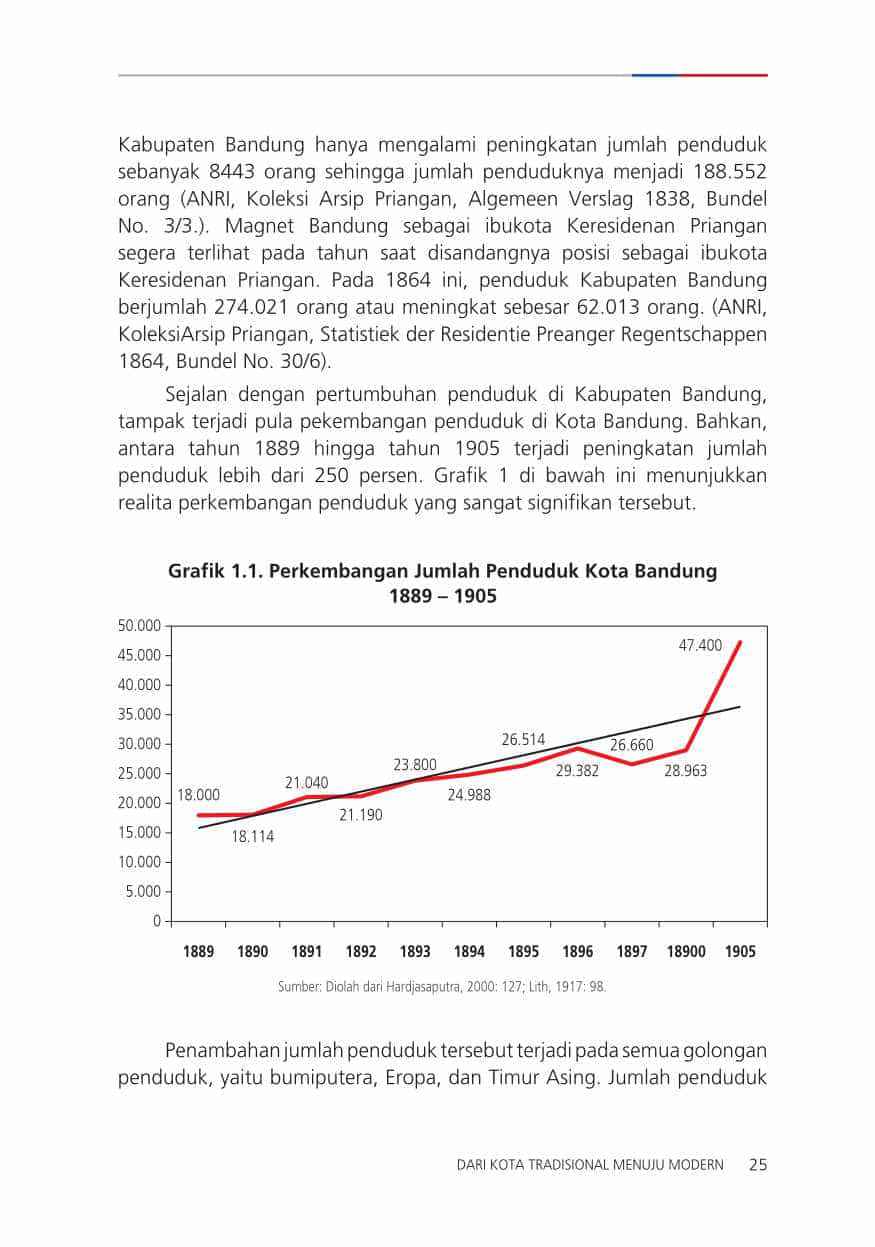 Kabupaten Bandung hanya mengalami peningkatan jumlah penduduk
sebanyak 8443 orang sehingga jumlah penduduknya menjadi 188.552
orang (ANRI, Koleksi Arsip Priangan, Algemeen Verslag 1838, Bundel
No. 3/3.). Magnet Bandung sebagai ibukota Keresidenan Priangan
segera terlihat pada tahun saat disandangnya posisi sebagai ibukota
Keresidenan Priangan. Pada 1864 ini, penduduk Kabupaten Bandung
berjumlah 274.021 orang atau meningkat sebesar 62.013 orang. (ANRI,
KoleksiArsip Priangan, Statistiek der Residentie Preanger Regentschappen
1864, Bundel No. 30/6).
Sejalan dengan pertumbuhan penduduk di Kabupaten Bandung,
tampak terjadi pula pekembangan penduduk di Kota Bandung. Bahkan,
antara tahun 1889 hingga tahun 1905 terjadi peningkatan jumlah
penduduk lebih dari 250 persen. Grafik 1 di bawah ini menunjukkan
realita perkembangan penduduk yang sangat signifikan tersebut.
Grafik 1.1. Perkembangan Jumlah Penduduk Kota Bandung
1889 – 1905
50.000
45.000
40.000
35.000
30.000
25.000
20.000
15.000
10.000
5.000
0
18.000
18.114
21.040
21.190
23.800
24.988
26.514
29.382
26.660
28.963
47.400
1889 1890 1891 1892 1893 1894 1895 1896 1897 18900 1905
Sumber: Diolah dari Hardjasaputra, 2000: 127; Lith, 1917: 98.
Penambahan jumlah penduduk tersebut terjadi pada semua golongan
penduduk, yaitu bumiputera, Eropa, dan Timur Asing. Jumlah penduduk
DARI KOTA TRADISIONAL MENUJU MODERN 25